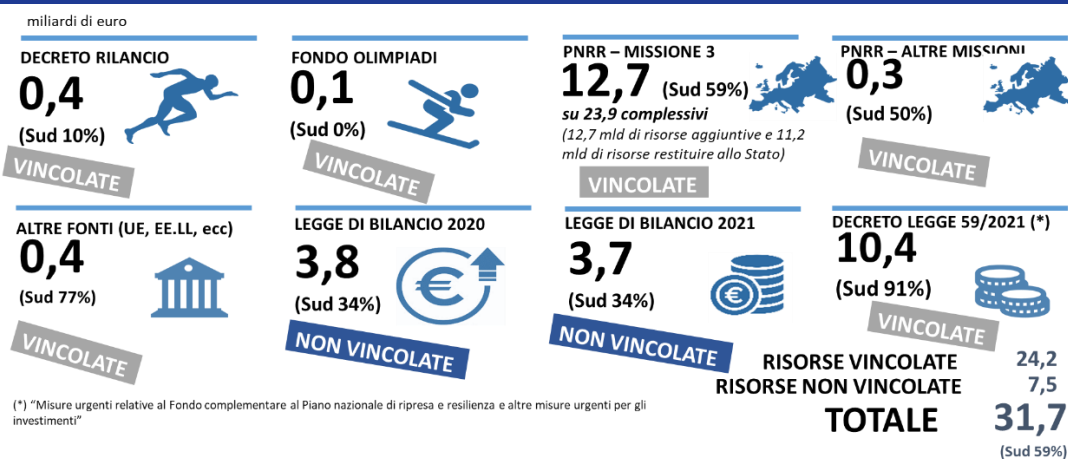 miliardi di euro
DECRETO RILANCIO
0,4
(Sud 10%)
VINCOLATE
FONDO OLIMPIADI
0,1
(Sud 0%)
VINCOLATE
PNRR – MISSIONE 3
12,7 (Sud 59%)
su 23,9 complessivi
(12,7 mld di risorse aggiuntive e 11,2
mld di risorse restituire allo Stato)
VINCOLATE
PNRR – ALTRE MISSIONI
0,3
(Sud 50%)
VINCOLATE
ALTRE FONTI (UE, EE.LL, ecc)
0,4
(Sud 77%)
VINCOLATE
LEGGE DI BILANCIO 2020
3,8
(Sud 34%)
NON VINCOLATE
LEGGE DI BILANCIO 2021
3,7
(Sud 34%)
NON VINCOLATE
DECRETO LEGGE 59/2021 (*)
10,4
(Sud 91%)
VINCOLATE
RISORSE VINCOLATE 24,2
RISORSE NON VINCOLATE 7,5
TOTALE 31,7
(Sud 59%)
(*) “Misure urgenti relative al Fondo complementare al Piano nazionale di ripresa e resilienza e altre misure urgenti per gli
investimenti”